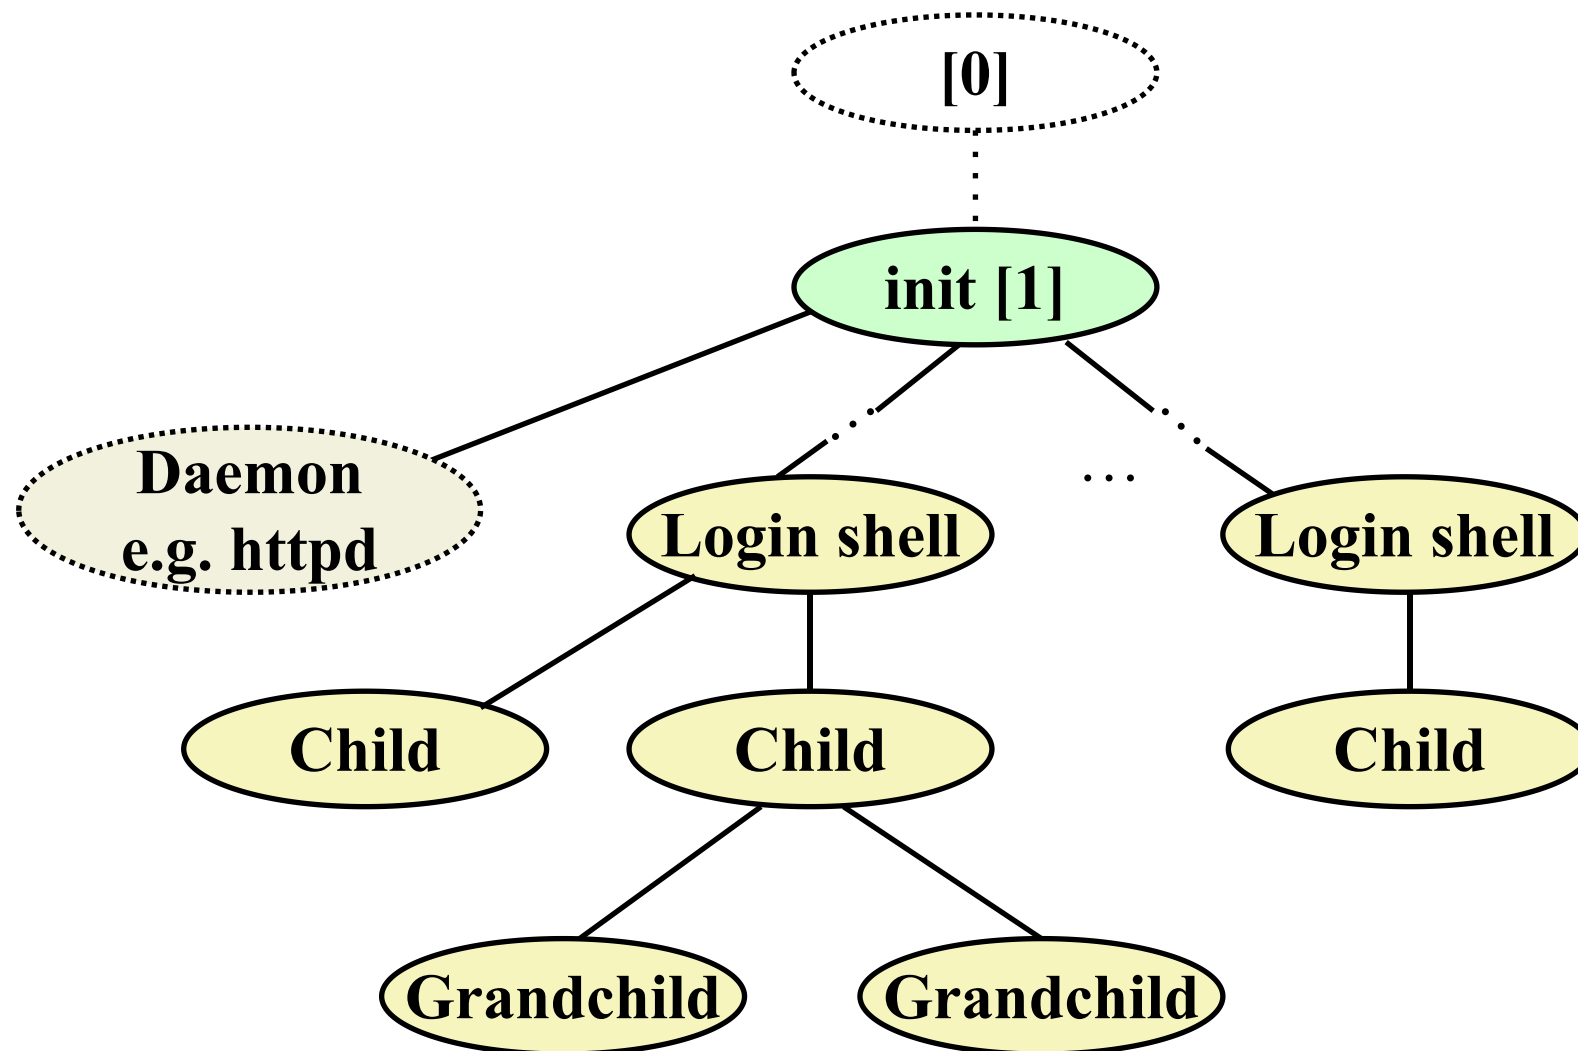 [0]
init [1]
Daemon
e.g. httpd
Login shell
...
Login shell
Child
Child
Child
Grandchild
Grandchild